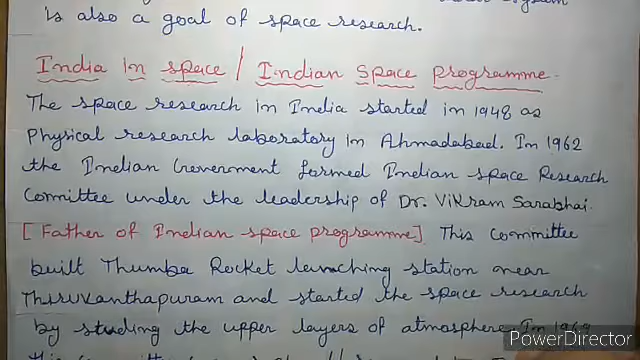 is also a goal of space research.
India in space / Indian Space programme.
The space research in India started in 1948 as
physical research laboratory in Ahmadabad. In 1962
the Indian Government formed Indian space Research
Committee under the leadership of Dr. Vikram Sarabhai.
[Father of Indian space programme] This committee
built Thumba Rocket launching station near
Thiruvanthapuram and started the space research
by studing the upper layers of atmosphere. In 1969
PowerDirector